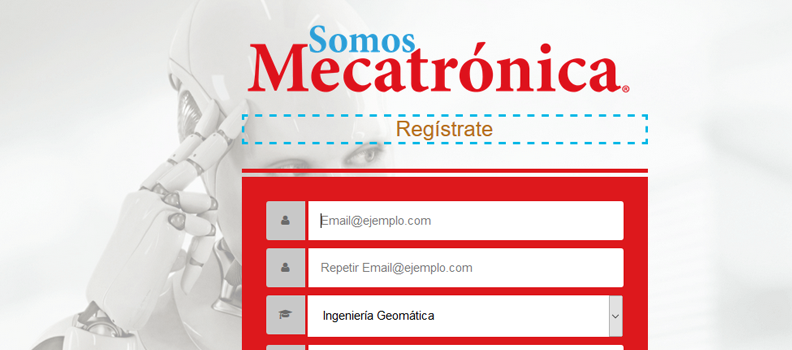 Somos
Mecatrónica®
Regístrate
Email@ejemplo.com
Repetir Email@ejemplo.com
Ingeniería Geomática